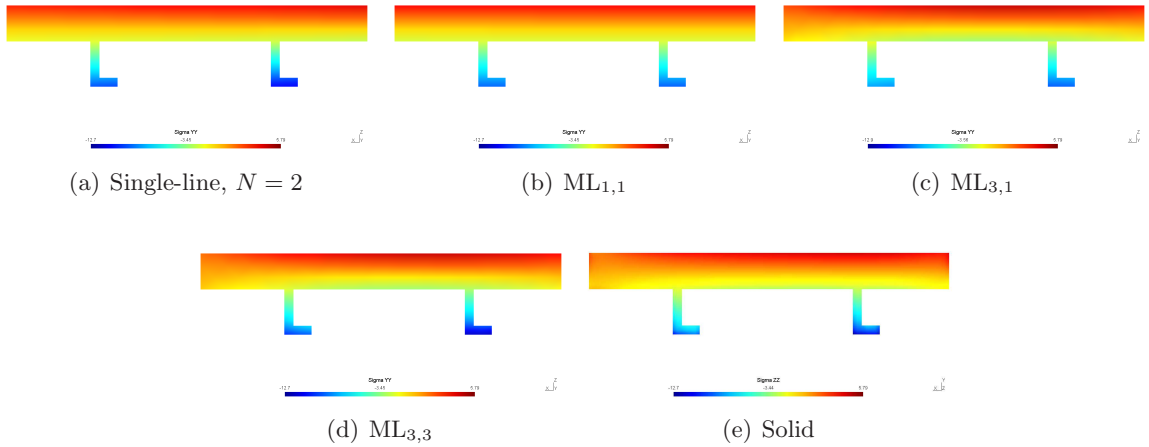 Sigma YY
-12.7 -3.45 5.79
Z
X Y
(a) Single-line, N = 2
Sigma YY
-12.7 -3.45 5.79
Z
X Y
(b) ML1,1
Sigma YY
-3.56 5.79
Z
X Y
(c) ML3,1
Sigma YY
-12.7 -3.45 5.79
Z
X Y
(d) ML3,3
Sigma ZZ
-12.7 -3.44 5.79
Y
X Z
(e) Solid